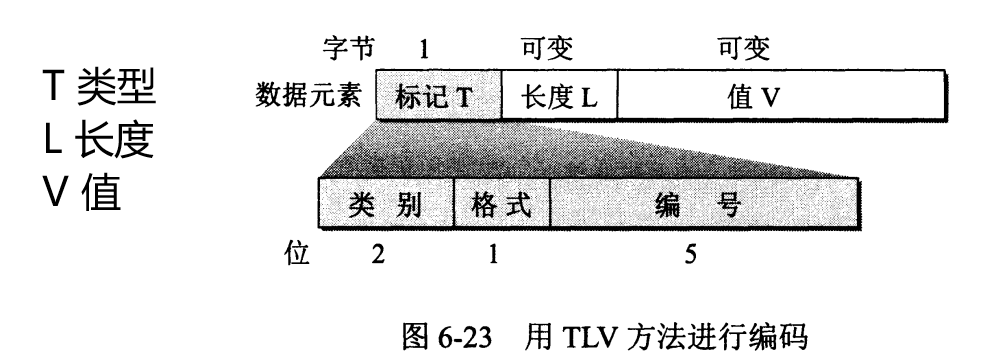 T 类型
L 长度
V 值
字节 1 可变 可变
数据元素 标记 T 长度 L 值 V
类 别 格 式 编 号
位 2 1 5
图 6-23 用 TLV 方法进行编码